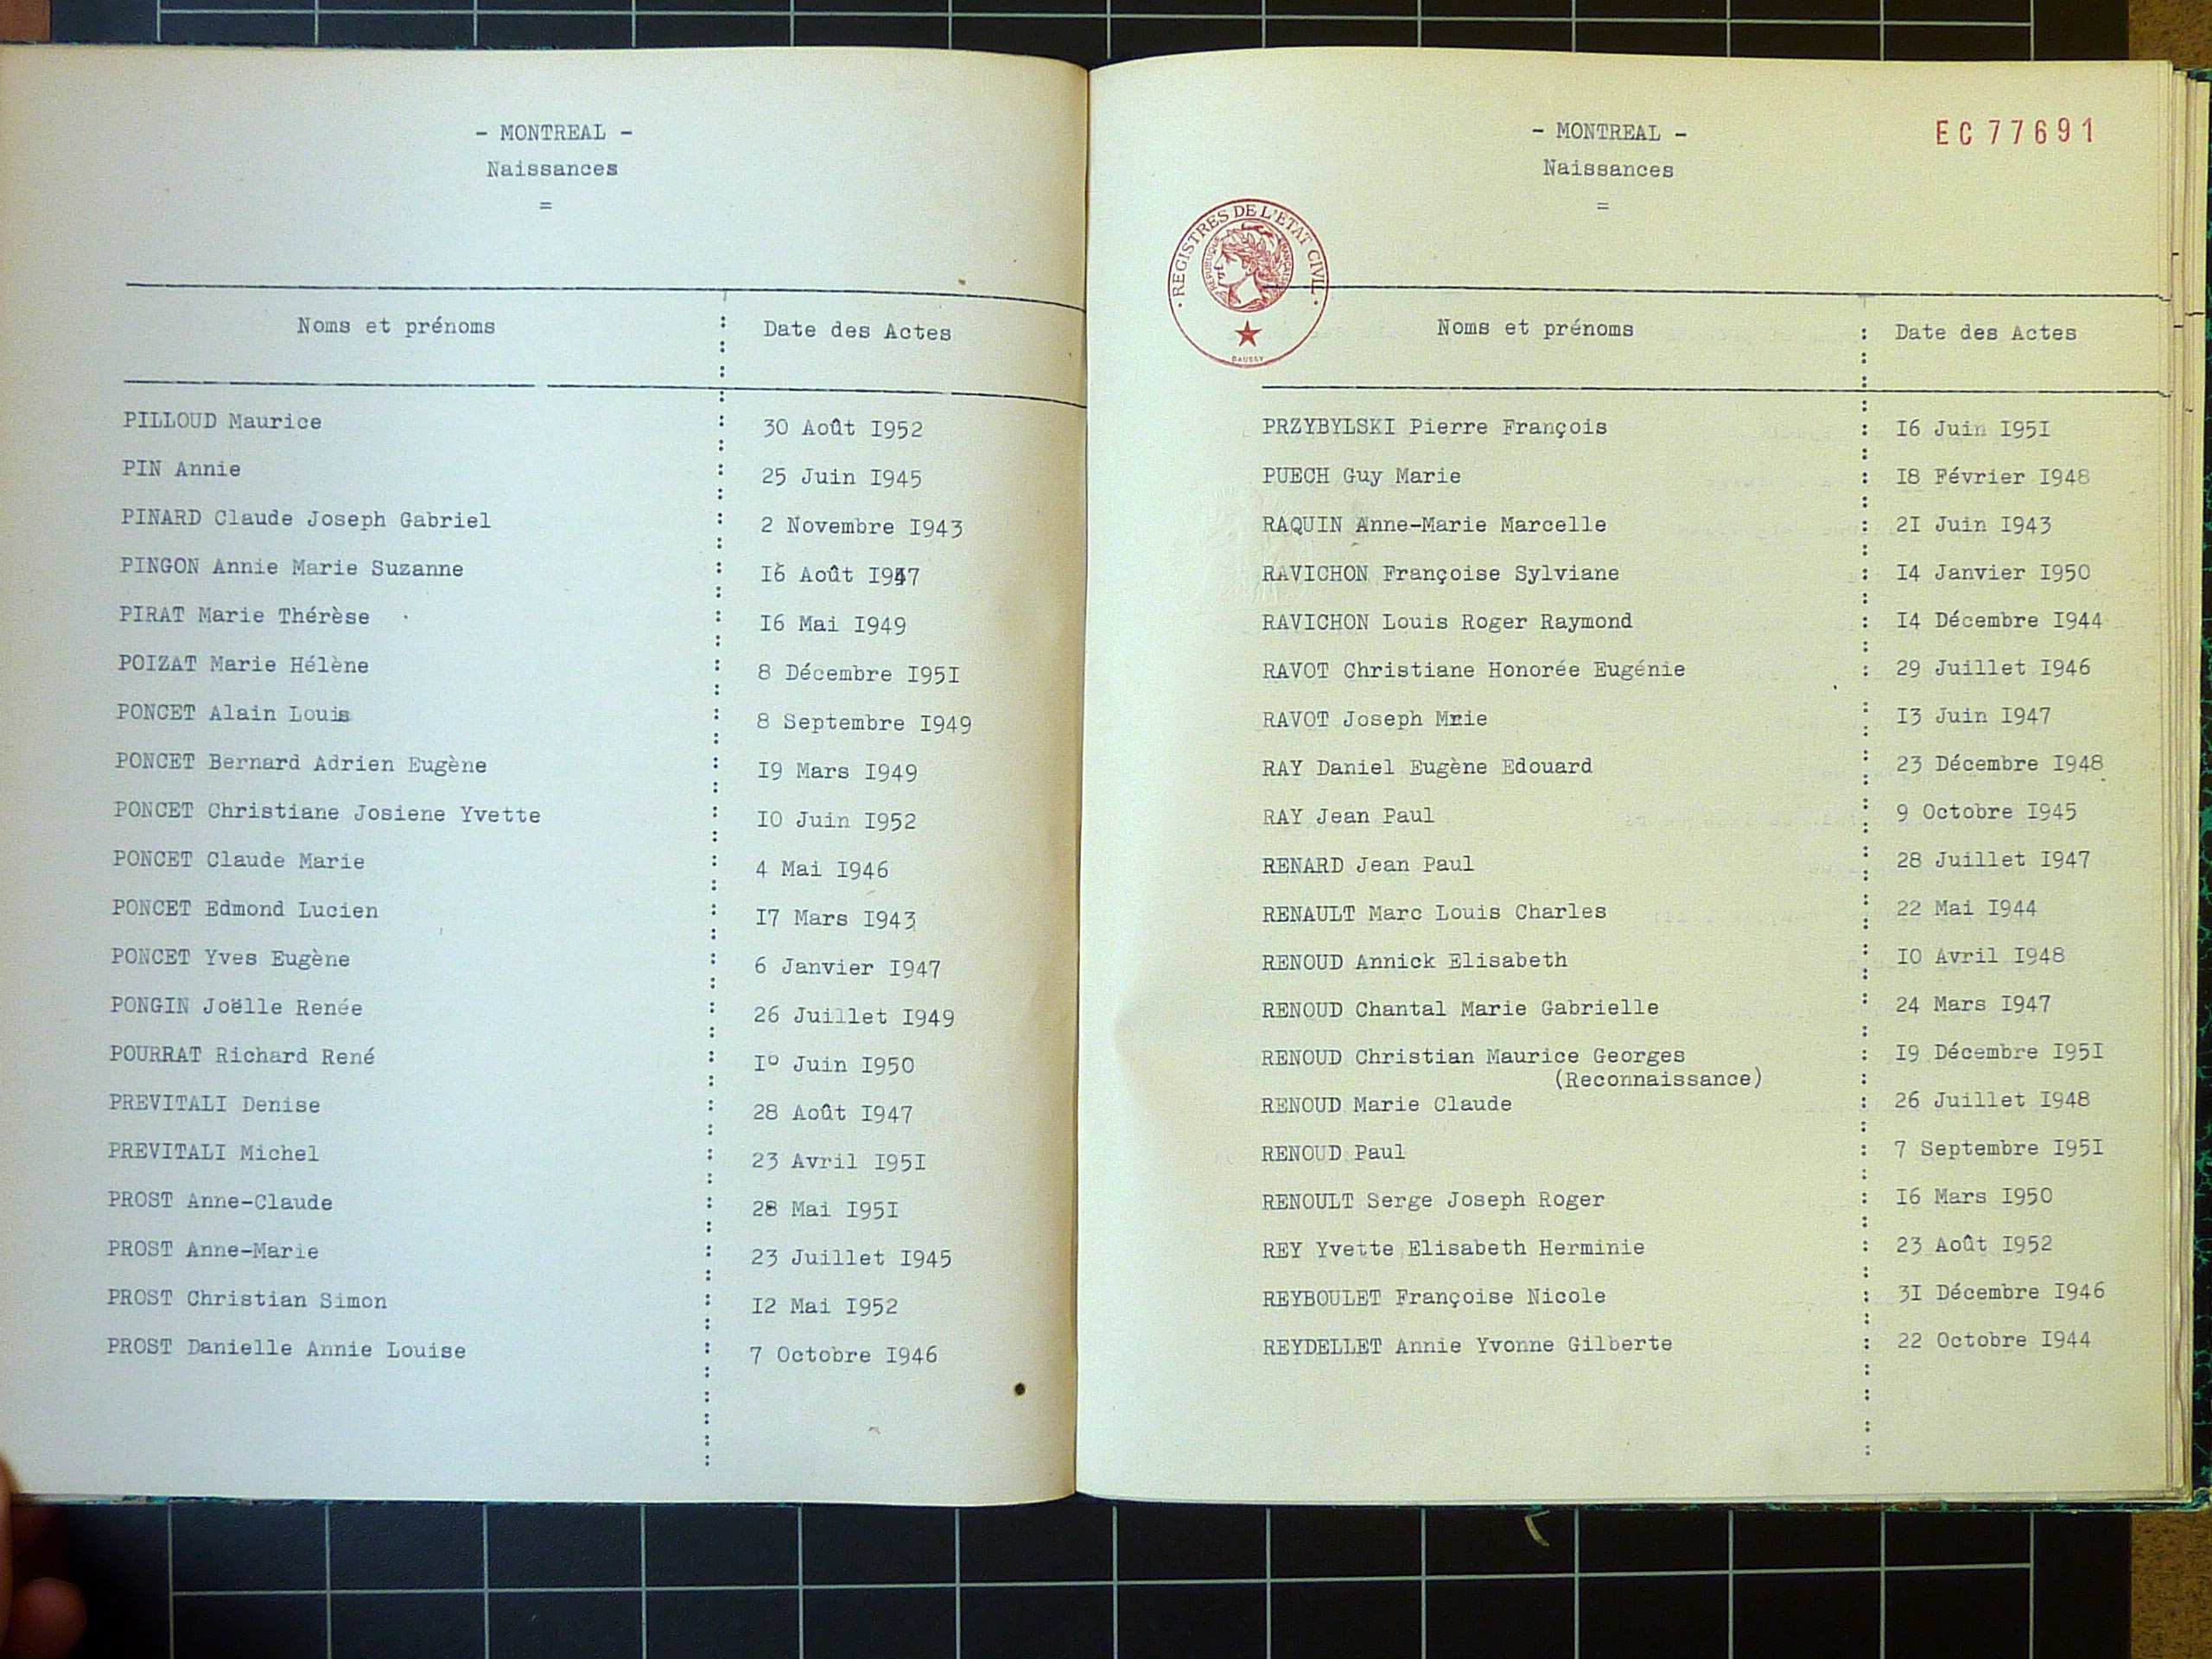 - MONTREAL -
Naissances
=
Noms et prénoms : Date des Actes
PILLOUD Maurice : 30 Août I952
PIN Annie : 25 Juin I945
PINARD Claude Joseph Gabriel : 2 Novembre I943
PINGON Annie Marie Suzanne : I6 Août I947
PIRAT Marie Thérèse : I6 Mai I949
POIZAT Marie Hélène : 8 Décembre I95I
PONCET Alain Louis : 8 Septembre I949
PONCET Bernard Adrien Eugène : I9 Mars I949
PONCET Christiane Josiene Yvette : IO Juin I952
PONCET Claude Marie : 4 Mai I946
PONCET Edmond Lucien : I7 Mars I943
PONCET Yves Eugène : 6 Janvier I947
PONGIN Joëlle Renée : 26 Juillet I949
POURRAT Richard René : Iº Juin I950
PREVITALI Denise : 28 Août I947
PREVITALI Michel : 23 Avril I95I
PROST Anne-Claude : 28 Mai I95I
PROST Anne-Marie : 23 Juillet I945
PROST Christian Simon : I2 Mai I952
PROST Danielle Annie Louise : 7 Octobre I946
- MONTREAL -
EC77691
Naissances
=
REGISTRES DE L'ETAT CIVIL
REPUBLIQUE FRANÇAISE
DAUSSY
Noms et prénoms : Date des Actes
PRZYBYLSKI Pierre François : I6 Juin I95I
PUECH Guy Marie : I8 Février I948
RAQUIN Anne-Marie Marcelle : 2I Juin I943
RAVICHON Françoise Sylviane : I4 Janvier I950
RAVICHON Louis Roger Raymond : I4 Décembre I944
RAVOT Christiane Honorée Eugénie : 29 Juillet I946
RAVOT Joseph Mrie : I3 Juin I947
RAY Daniel Eugène Edouard : 23 Décembre I948
RAY Jean Paul : 9 Octobre I945
RENARD Jean Paul : 28 Juillet I947
RENAULT Marc Louis Charles : 22 Mai I944
RENOUD Annick Elisabeth : IO Avril I948
RENOUD Chantal Marie Gabrielle : 24 Mars I947
RENOUD Christian Maurice Georges : I9 Décembre I95I
(Reconnaissance) :
RENOUD Marie Claude : 26 Juillet I948
RENOUD Paul : 7 Septembre I95I
RENOULT Serge Joseph Roger : I6 Mars I950
REY Yvette Elisabeth Herminie : 23 Août I952
REYBOULET Françoise Nicole : 3I Décembre I946
REYDELLET Annie Yvonne Gilberte : 22 Octobre I944